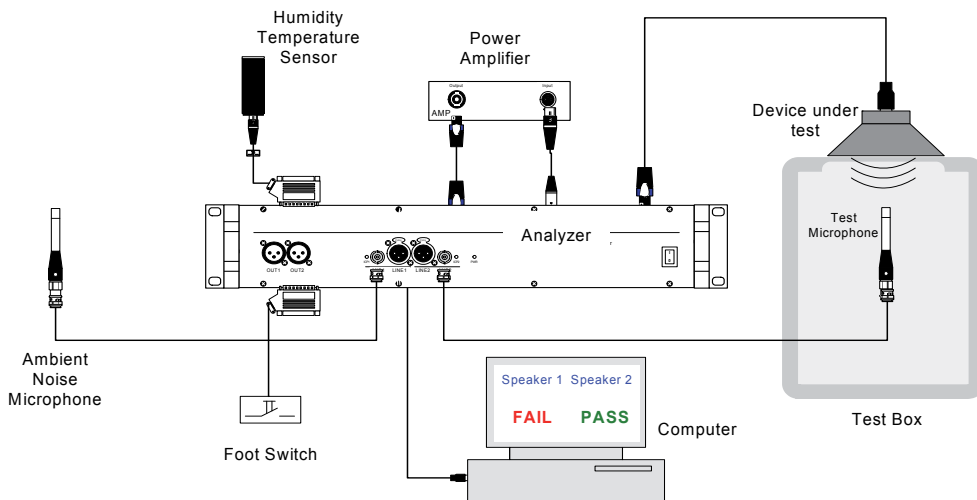 Humidity
Temperature
Sensor
Power
Amplifier
Output
Input
AMP
Device under
test
Test
Microphone
Analyzer
OUT1
OUT2
LINE1
LINE2
PWR
Ambient
Noise
Microphone
Foot Switch
Speaker 1 Speaker 2
FAIL PASS
Computer
Test Box